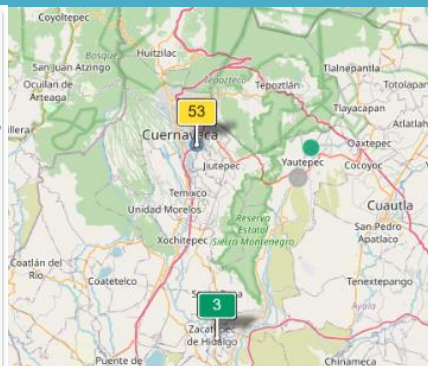 Coyoltepec
Huitzilac
Bosque
Tlalnepantla
San Juan Atzingo
Tepozteco
Totolapan
Ocuilan de
Arteaga
Tepoztlán
Tlayacapan
53
Cuernavaca
Oaxtepec
Yautepec
Cocoyoc
Jiutepec
Temixco
Cuautla
Unidad Morelos
Reserva
Estatal
Sierra Montenegro
San Pedro
Apatlaco
Xochitepec
Coatlán del
Río
Coatetelco
Tenextepango
Ayala
3
Zacatepec
de Hidalgo
Puente de
Chinameca